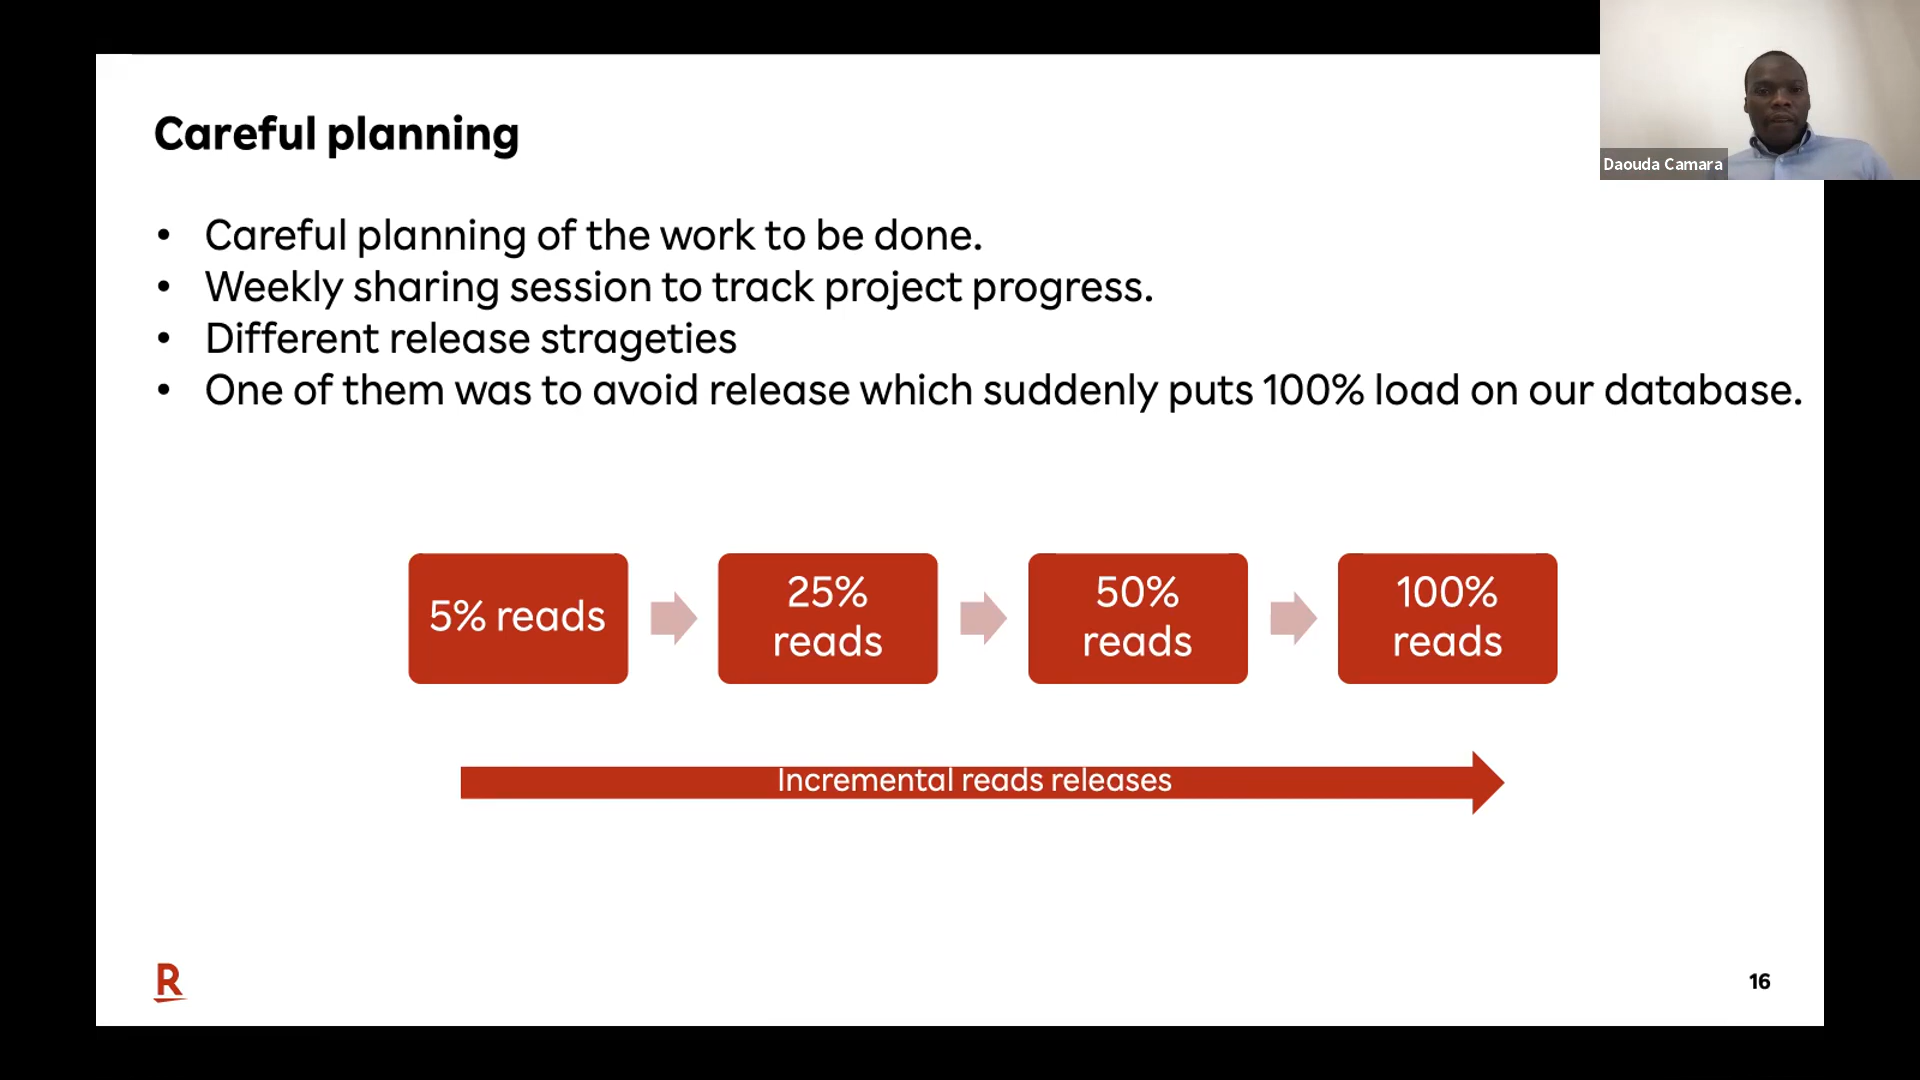 Careful planning
Daouda Camara
• Careful planning of the work to be done.
• Weekly sharing session to track project progress.
• Different release strageties
• One of them was to avoid release which suddenly puts 100% load on our database.
5% reads
25%
reads
50%
reads
100%
reads
Incremental reads releases
R
16